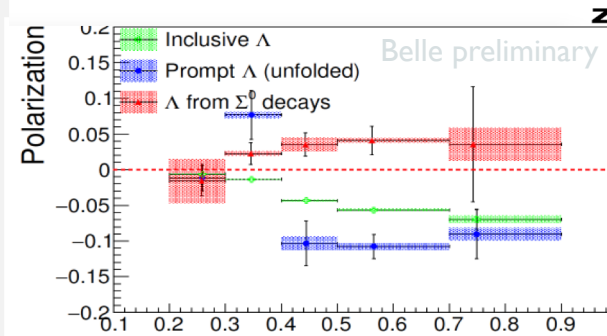 z
Belle preliminary
Polarization
Inclusive Λ
Prompt Λ (unfolded)
Λ from Σ⁰ decays
0.2
0.15
0.1
0.05
0
−0.05
−0.1
−0.15
−0.2
0.1 0.2 0.3 0.4 0.5 0.6 0.7 0.8 0.9